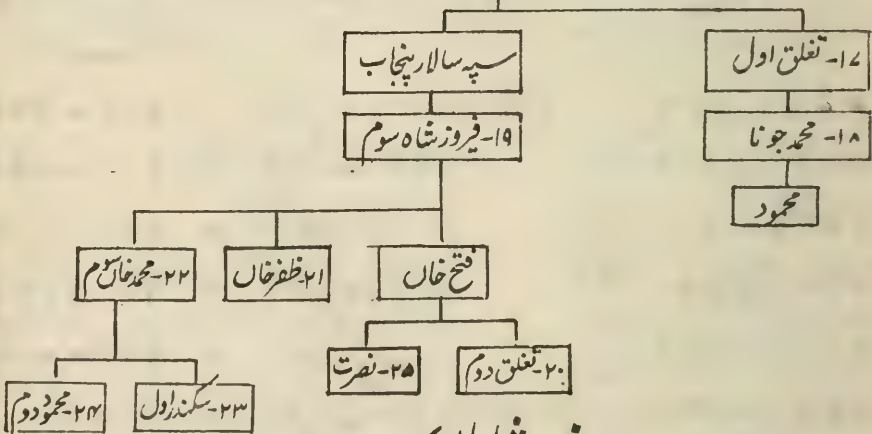 ۱۷- تغلق اول
سپہ سالار پنجاب
۱۸- محمد جونا
۱۹- فیروز شاہ سوم
محمود
فتح خاں
۲۱- ظفر خاں
۲۲- محمد خاں سوم
۲۰- تغلق دوم
۲۵- نصرت
۲۳- سکندر اول
۲۴- محمود دوم